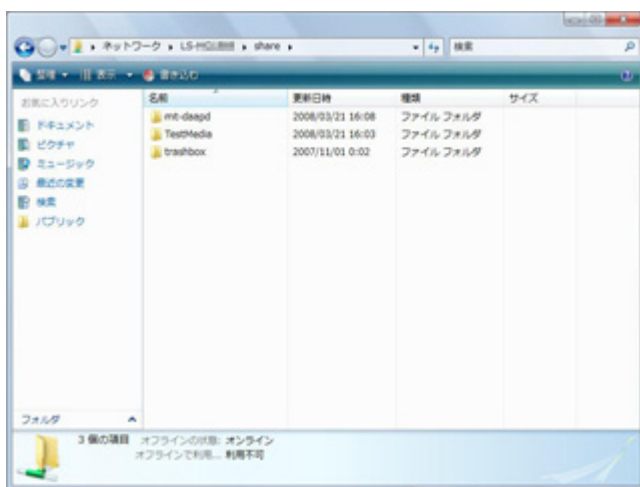 ネットワーク ▸ LS- ▸ share ▸
検索
整理 表示 書き込む
お気に入りリンク
ドキュメント
ピクチャ
ミュージック
最近の変更
検索
パブリック
フォルダ
名前 更新日時 種類 サイズ
mt-daapd 2008/03/21 16:08 ファイル フォルダ
TestMedia 2008/03/21 16:03 ファイル フォルダ
trashbox 2007/11/01 0:02 ファイル フォルダ
3 個の項目 オフラインの状態: オンライン
オフラインで利用... 利用不可